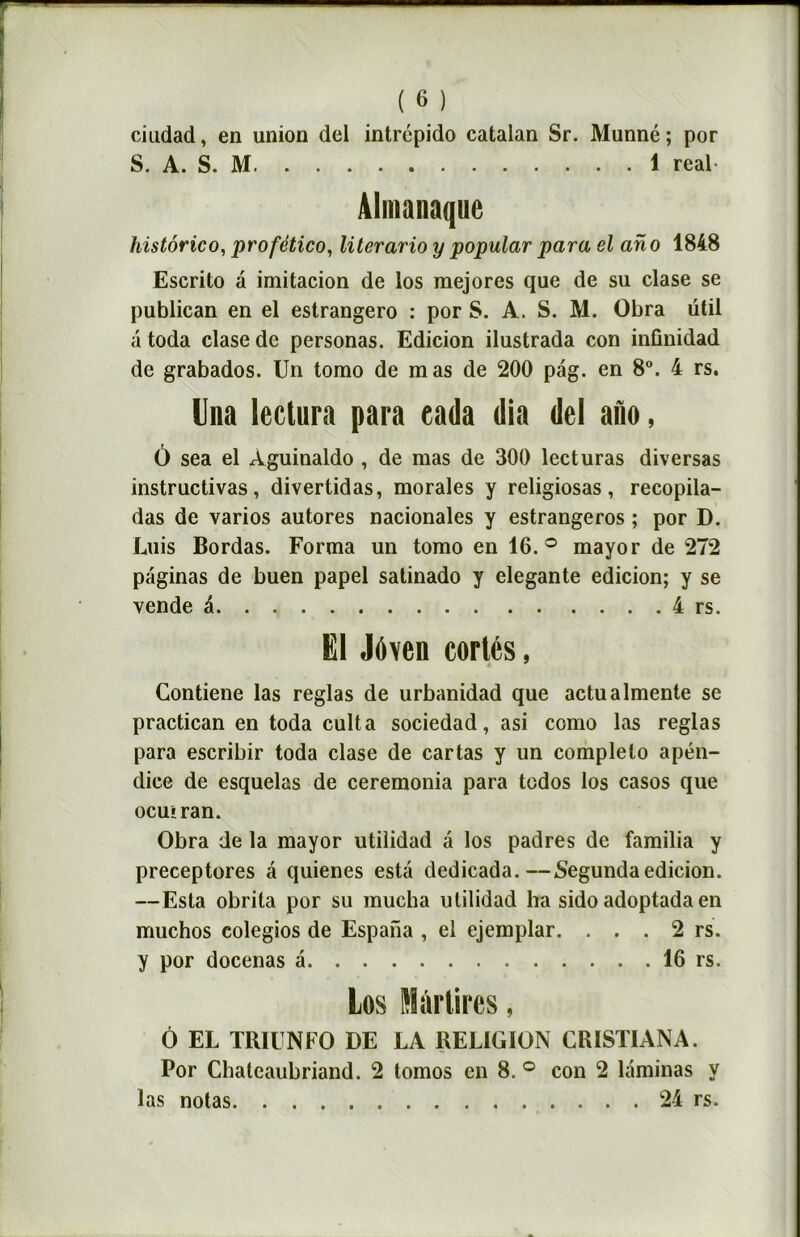 ( 6 )
ciudad, en union del intrépido catalan Sr. Munné; por
S. A. S. M. . . . . . . . . . . . . . . 1 real
Almanaque
histórico, profético, literario y popular para el año 1848
Escrito á imitacion de los mejores que de su clase se
publican en el estrangero : por S. A. S. M. Obra útil
á toda clase de personas. Edicion ilustrada con infinidad
de grabados. Un tomo de mas de 200 pág. en 8º. 4 rs.
Una lectura para cada dia del año,
Ó sea el Aguinaldo , de mas de 300 lecturas diversas
instructivas, divertidas, morales y religiosas, recopila-
das de varios autores nacionales y estrangeros ; por D.
Luis Bordas. Forma un tomo en 16.º mayor de 272
páginas de buen papel satinado y elegante edicion; y se
vende á. . . . . . . . . . . . . . . . . 4 rs.
El Jóven cortés,
Contiene las reglas de urbanidad que actualmente se
practican en toda culta sociedad, asi como las reglas
para escribir toda clase de cartas y un completo apén-
dice de esquelas de ceremonia para todos los casos que
ocurran.
Obra de la mayor utilidad á los padres de familia y
preceptores á quienes está dedicada. —Segunda edicion.
—Esta obrita por su mucha utilidad ha sido adoptada en
muchos colegios de España , el ejemplar. . . . 2 rs.
y por docenas á. . . . . . . . . . . . . 16 rs.
Los Mártires,
Ó EL TRIUNFO DE LA RELIGION CRISTIANA.
Por Chateaubriand. 2 tomos en 8.º con 2 láminas y
las notas. . . . . . . . . . . . . . . . 24 rs.